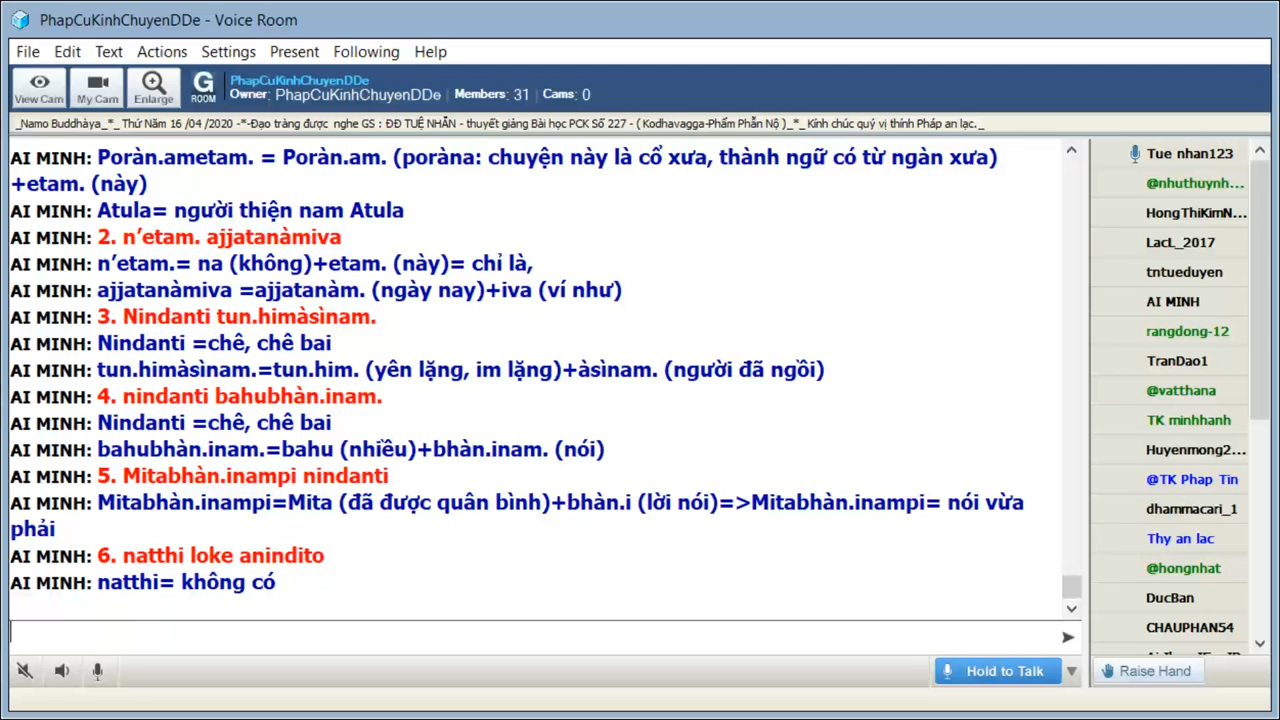 PhapCuKinhChuyenDDe - Voice Room
File Edit Text Actions Settings Present Following Help
View Cam My Cam Enlarge G ROOM
PhapCuKinhChuyenDDe
Owner: PhapCuKinhChuyenDDe Members: 31 Cams: 0
_Namo Buddhàya_*_ Thứ Năm 16 /04 /2020 -*-Đạo tràng được nghe GS : ĐĐ TUỆ NHÂN - thuyết giảng Bài học PCK Số 227 - ( Kodhavagga-Phẩm Phẫn Nộ )_*_ Kính chúc quý vị thính Pháp an lạc._
AI MINH: Poràn.ametam. = Poràn.am. (poràna: chuyện này là cổ xưa, thành ngữ có từ ngàn xưa)
+etam. (này)
AI MINH: Atula= người thiện nam Atula
AI MINH: 2. n’etam. ajjatanàmiva
AI MINH: n’etam.= na (không)+etam. (này)= chỉ là,
AI MINH: ajjatanàmiva =ajjatanàm. (ngày nay)+iva (ví như)
AI MINH: 3. Nindanti tun.himàsìnam.
AI MINH: Nindanti =chê, chê bai
AI MINH: tun.himàsìnam.=tun.him. (yên lặng, im lặng)+àsìnam. (người đã ngồi)
AI MINH: 4. nindanti bahubhàn.inam.
AI MINH: Nindanti =chê, chê bai
AI MINH: bahubhàn.inam.=bahu (nhiều)+bhàn.inam. (nói)
AI MINH: 5. Mitabhàn.inampi nindanti
AI MINH: Mitabhàn.inampi=Mita (đã được quân bình)+bhàn.i (lời nói)=>Mitabhàn.inampi= nói vừa
phải
AI MINH: 6. natthi loke anindito
AI MINH: natthi= không có
Tue nhan123
@nhuthuynh...
HongThiKimN...
LacL_2017
tntueduyen
AI MINH
rangdong-12
TranDao1
@vatthana
TK minhhanh
Huyenmong2...
@TK Phap Tin
dhammacari_1
Thy an lac
@hongnhat
DucBan
CHAUPHAN54
Hold to Talk
Raise Hand